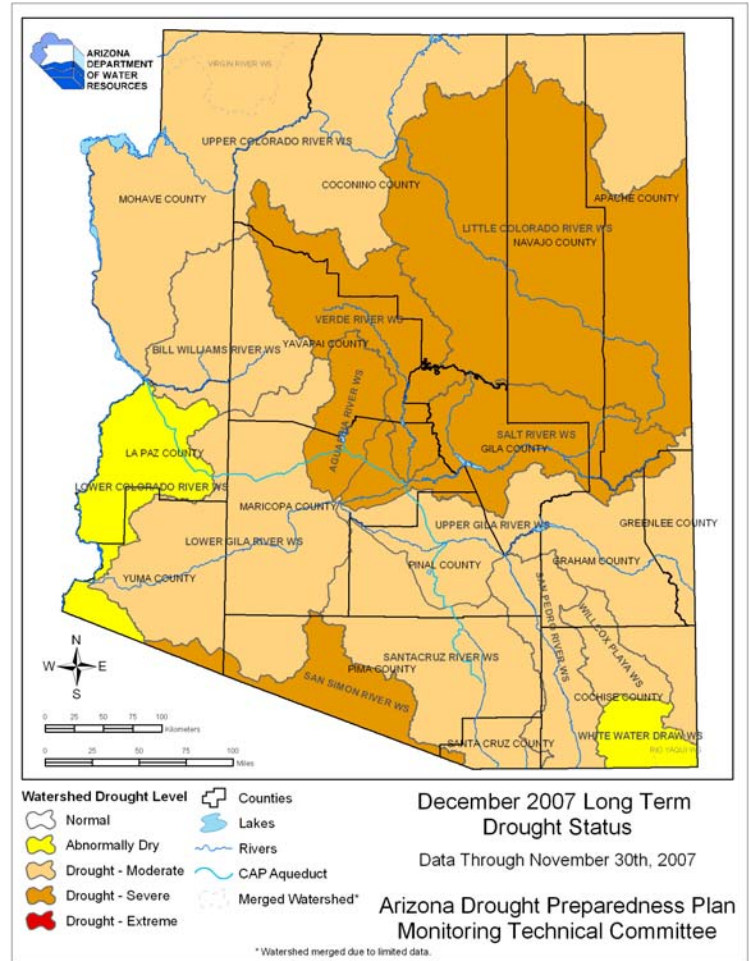 ARIZONA
DEPARTMENT
OF WATER
RESOURCES
VIRGIN RIVER WS
UPPER COLORADO RIVER WS
COCONINO COUNTY
MOHAVE COUNTY
APACHE COUNTY
LITTLE COLORADO RIVER WS
NAVAJO COUNTY
VERDE RIVER WS
YAVAPAI COUNTY
BILL WILLIAMS RIVER WS
AGUA FRIA RIVER WS
SALT RIVER WS
GILA COUNTY
LA PAZ COUNTY
LOWER COLORADO RIVER WS
MARICOPA COUNTY
UPPER GILA RIVER WS
GREENLEE COUNTY
LOWER GILA RIVER WS
PINAL COUNTY
GRAHAM COUNTY
YUMA COUNTY
SAN PEDRO RIVER WS
WILLCOX PLAYA WS
SANTACRUZ RIVER WS
PIMA COUNTY
SAN SIMON RIVER WS
COCHISE COUNTY
SANTA CRUZ COUNTY
WHITE WATER DRAW WS
RIO YAQUI WS
N
W E
S
0 25 50 75 100
Kilometers
0 25 50 75 100
Miles
Watershed Drought Level
Normal
Abnormally Dry
Drought - Moderate
Drought - Severe
Drought - Extreme
Counties
Lakes
Rivers
CAP Aqueduct
Merged Watershed*
December 2007 Long Term
Drought Status
Data Through November 30th, 2007
Arizona Drought Preparedness Plan
Monitoring Technical Committee
* Watershed merged due to limited data.